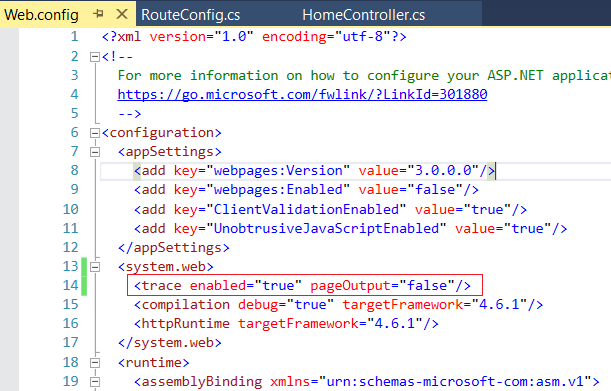 Web.config RouteConfig.cs HomeController.cs
1 <?xml version="1.0" encoding="utf-8"?>
2 <!--
3 For more information on how to configure your ASP.NET
4 https://go.microsoft.com/fwlink/?LinkId=301880
5 -->
6 <configuration>
7 <appSettings>
8 <add key="webpages:Version" value="3.0.0.0"/>
9 <add key="webpages:Enabled" value="false"/>
10 <add key="ClientValidationEnabled" value="true"/>
11 <add key="UnobtrusiveJavaScriptEnabled" value="true"/>
12 </appSettings>
13 <system.web>
14 <trace enabled="true" pageOutput="false"/>
15 <compilation debug="true" targetFramework="4.6.1"/>
16 <httpRuntime targetFramework="4.6.1"/>
17 </system.web>
18 <runtime>
19 <assemblyBinding xmlns="urn:schemas-microsoft-com:asm.v1">